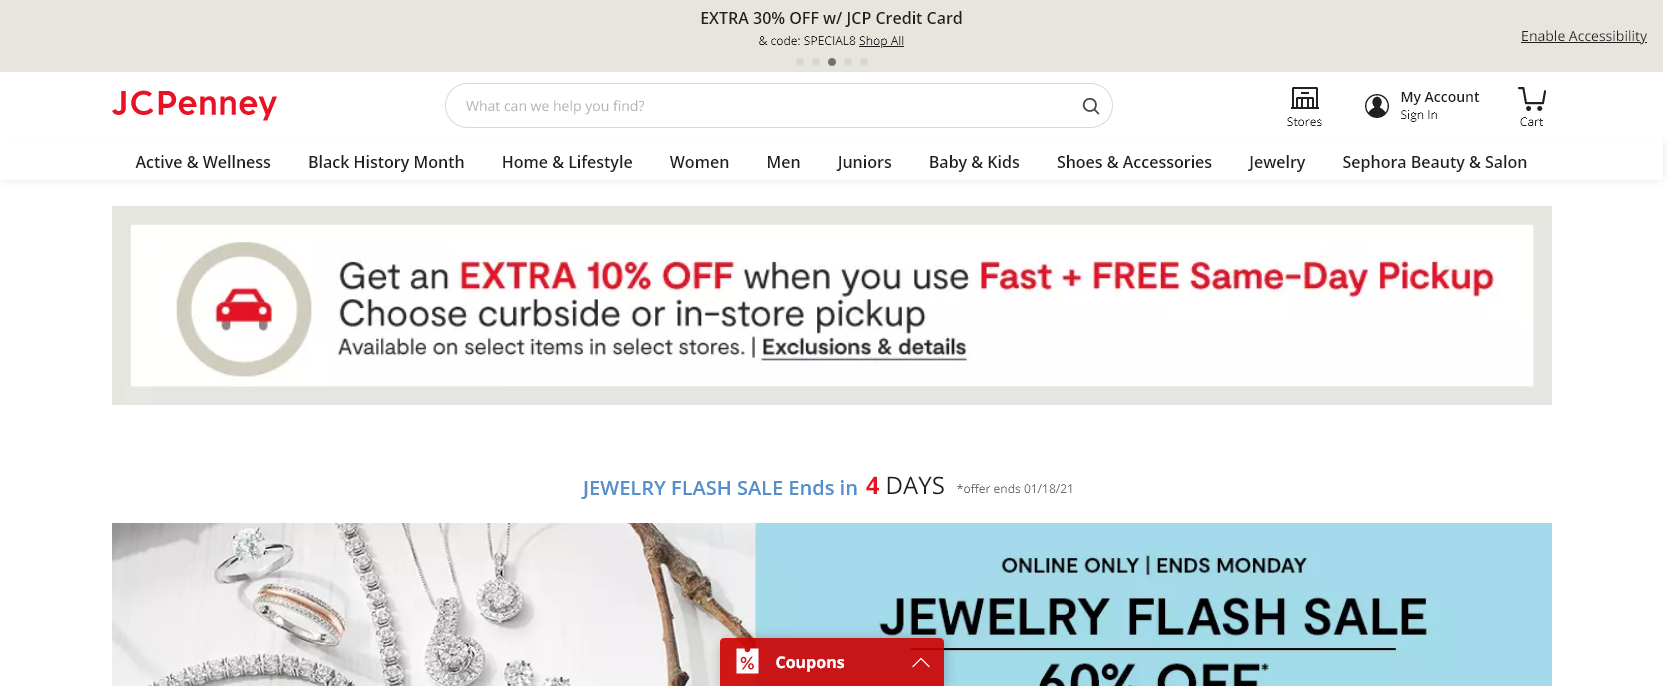 EXTRA 30% OFF w/ JCP Credit Card
& code: SPECIAL8 Shop All
Enable Accessibility
JCPenney
What can we help you find?
Stores
My Account
Sign In
Cart
Active & Wellness
Black History Month
Home & Lifestyle
Women
Men
Juniors
Baby & Kids
Shoes & Accessories
Jewelry
Sephora Beauty & Salon
Get an EXTRA 10% OFF when you use Fast + FREE Same-Day Pickup
Choose curbside or in-store pickup
Available on select items in select stores. | Exclusions & details
JEWELRY FLASH SALE Ends in 4 DAYS *offer ends 01/18/21
ONLINE ONLY | ENDS MONDAY
JEWELRY FLASH SALE
60% OFF*
% Coupons